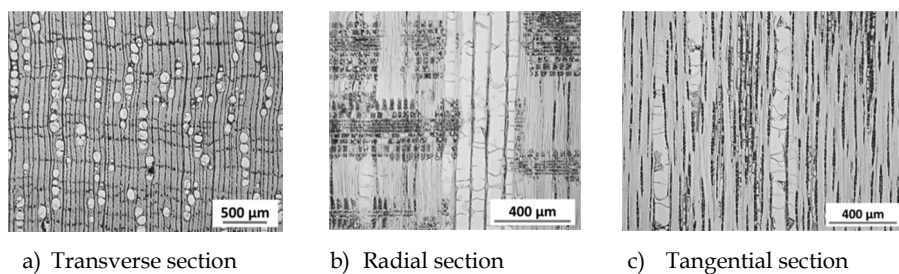 500 µm
400 µm
400 µm
a) Transverse section
b) Radial section
c) Tangential section